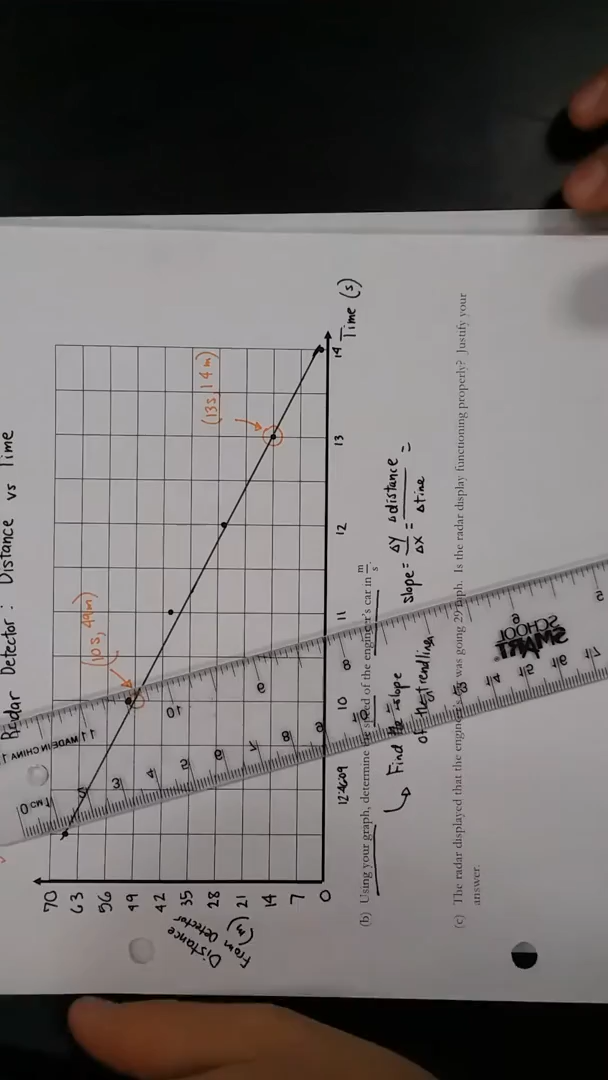 Radar Detector: Distance vs Time
Distance
From Detector
(m)
70
63
56
49
42
35
28
21
14
7
0
(10s, 49m)
(13s, 14m)
10
11
12
13
14
Time (s)
(b) Using your graph, determine speed of the engineer's car in m/s
Find slope
of the trendline
slope = Δy/Δx = Δdistance/Δtime =
(c) The radar displayed that the engineer's was going 29 mph. Is the radar display functioning properly? Justify your
answer.
SMART
SCHOOL
MADE IN CHINA